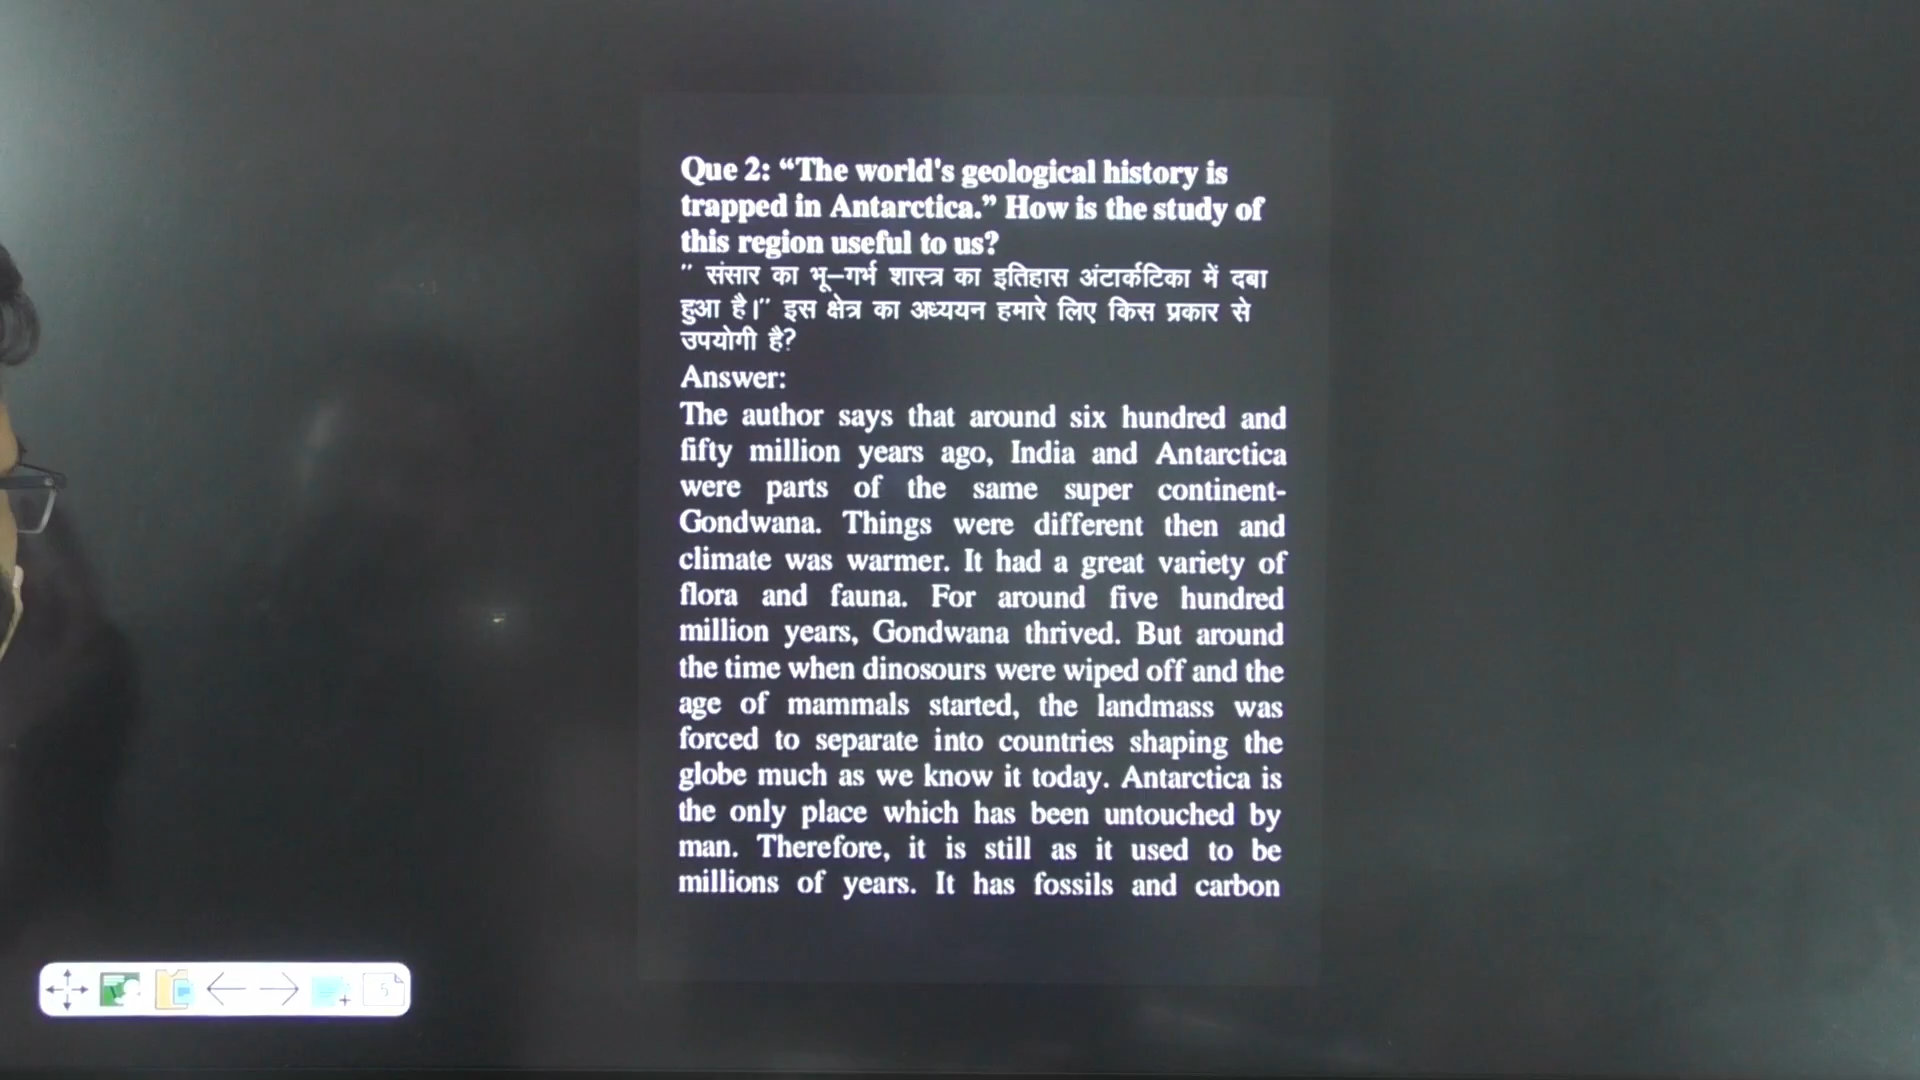 Que 2: “The world's geological history is
trapped in Antarctica.” How is the study of
this region useful to us?
" संसार का भू–गर्भ शास्त्र का इतिहास अंटार्कटिका में दबा
हुआ है।" इस क्षेत्र का अध्ययन हमारे लिए किस प्रकार से
उपयोगी है?
Answer:
The author says that around six hundred and
fifty million years ago, India and Antarctica
were parts of the same super continent-
Gondwana. Things were different then and
climate was warmer. It had a great variety of
flora and fauna. For around five hundred
million years, Gondwana thrived. But around
the time when dinosours were wiped off and the
age of mammals started, the landmass was
forced to separate into countries shaping the
globe much as we know it today. Antarctica is
the only place which has been untouched by
man. Therefore, it is still as it used to be
millions of years. It has fossils and carbon
5